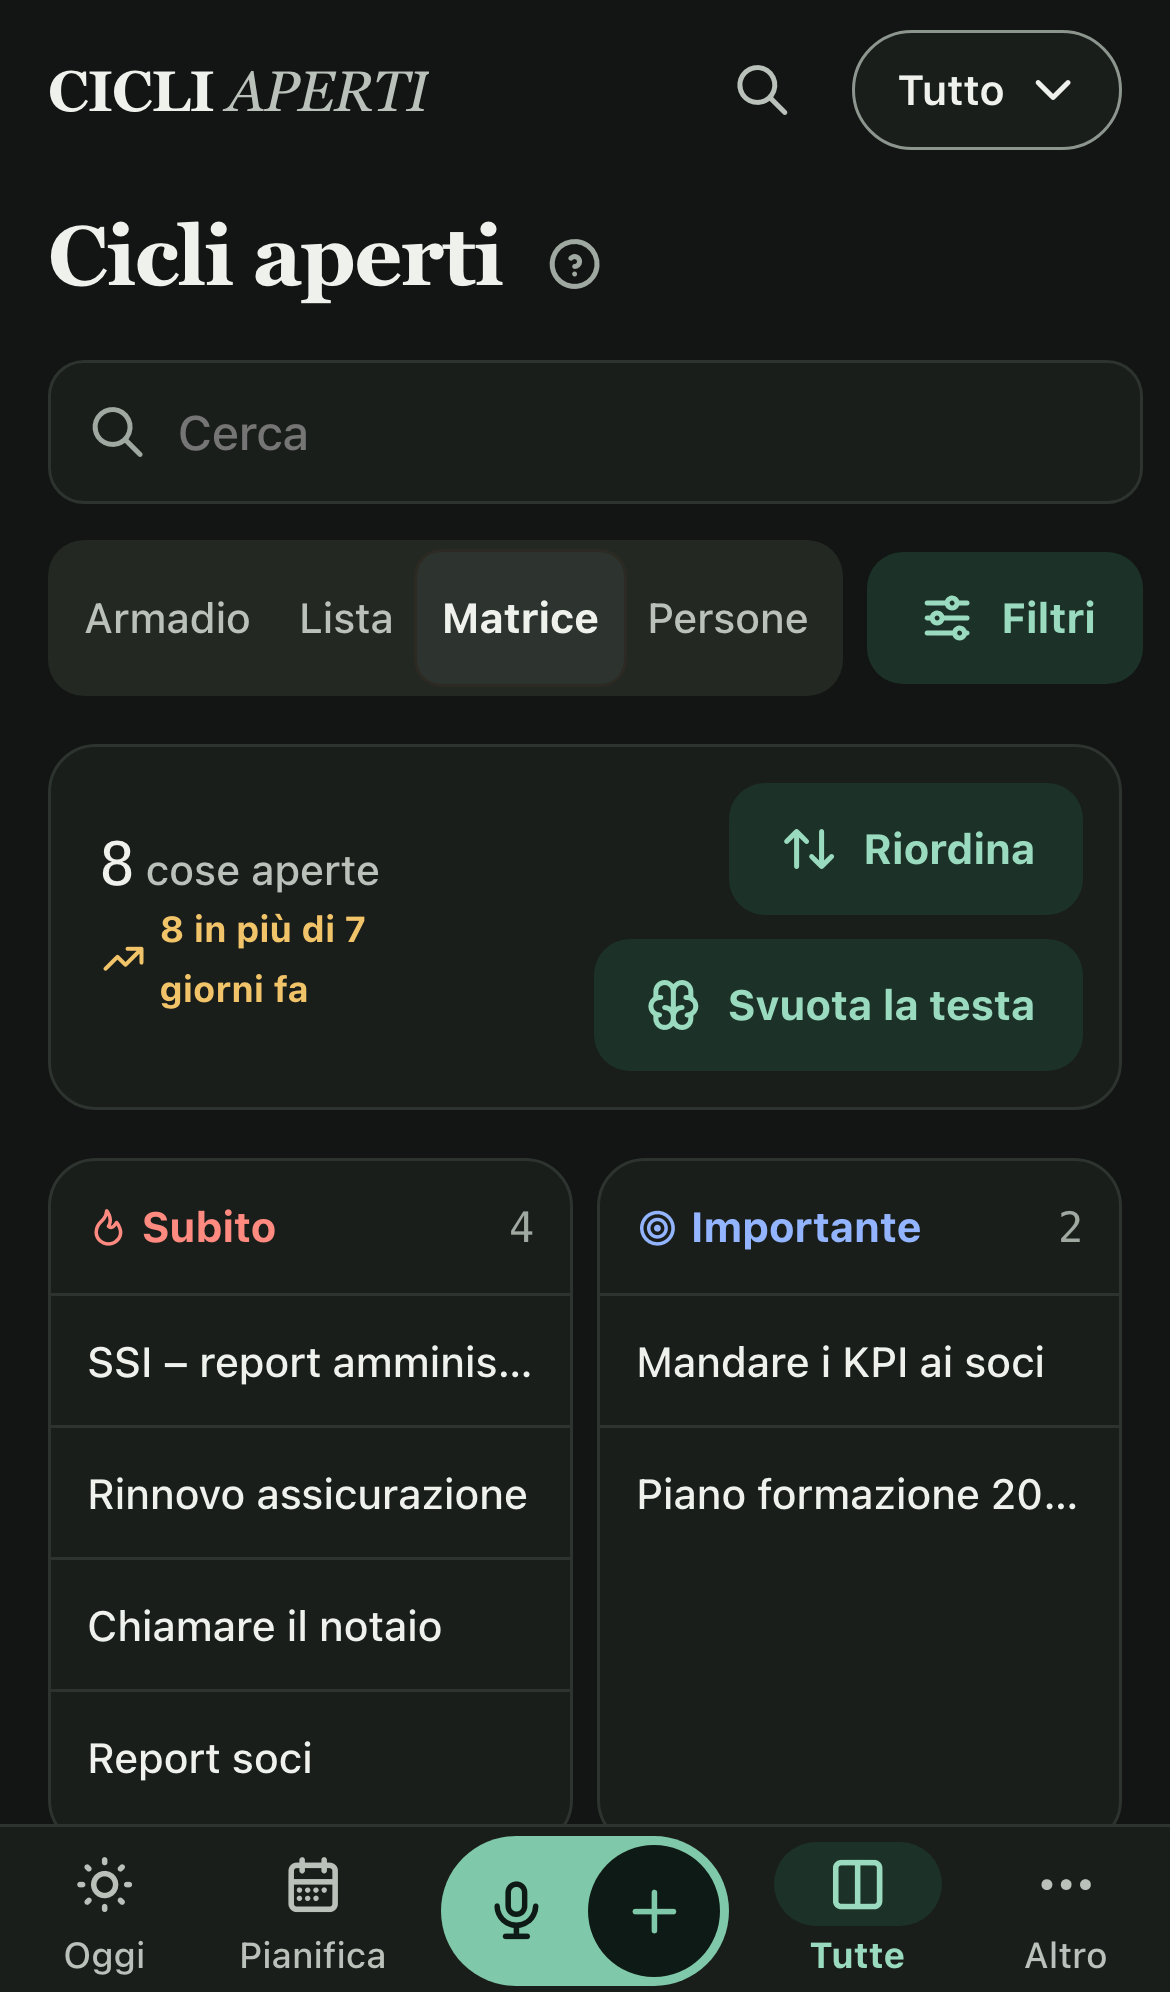 CICLI APERTI
Tutto
Cicli aperti
Cerca
Armadio Lista Matrice Persone Filtri
8 cose aperte
8 in più di 7
giorni fa
Riordina
Svuota la testa
Subito 4
SSI – report amminis...
Rinnovo assicurazione
Chiamare il notaio
Report soci
Importante 2
Mandare i KPI ai soci
Piano formazione 20...
Oggi Pianifica Tutte Altro